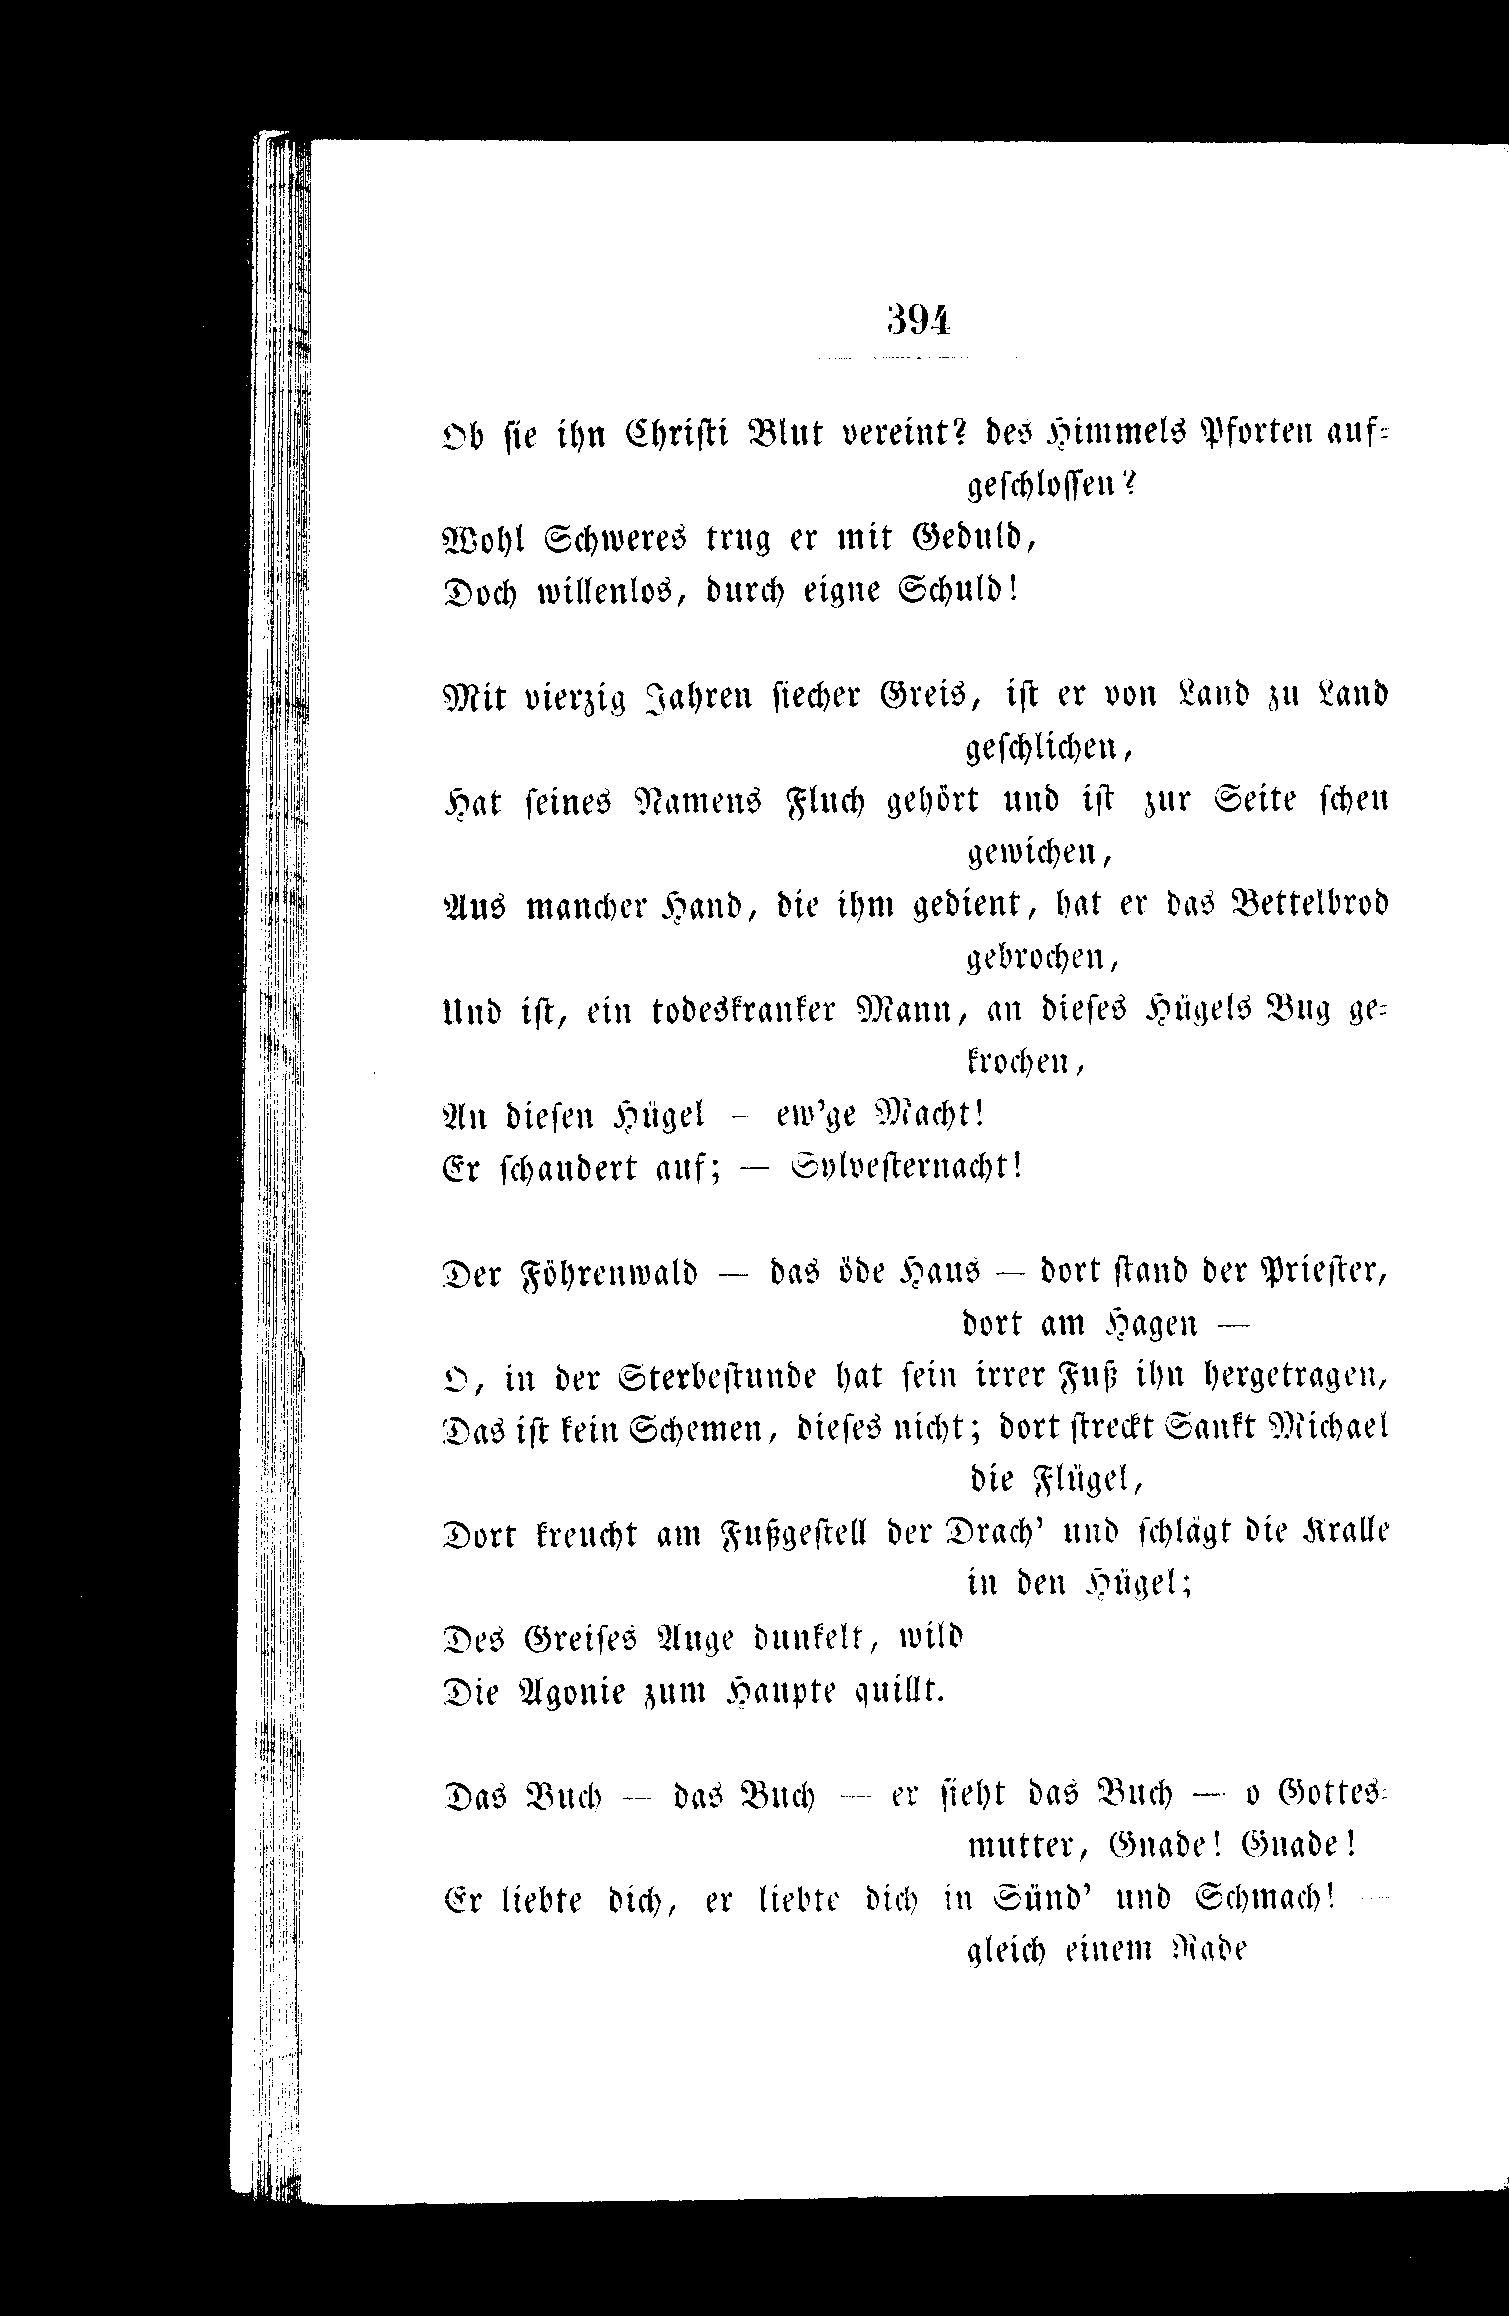 394
Ob sie ihn Christi Blut vereint? des Himmels Pforten auf-
geschlossen?
Wohl Schweres trug er mit Geduld,
Doch willenlos, durch eigne Schuld!
Mit vierzig Jahren siecher Greis, ist er von Land zu Land
geschlichen,
Hat seines Namens Fluch gehört und ist zur Seite scheu
gewichen,
Aus mancher Hand, die ihm gedient, hat er das Bettelbrod
gebrochen,
Und ist, ein todeskranker Mann, an dieses Hügels Bug ge-
krochen,
An diesen Hügel – ew'ge Macht!
Er schaudert auf; — Sylvesternacht!
Der Föhrenwald — das öde Haus — dort stand der Priester,
dort am Hagen —
O, in der Sterbestunde hat sein irrer Fuß ihn hergetragen,
Das ist kein Schemen, dieses nicht; dort streckt Sankt Michael
die Flügel,
Dort kreucht am Fußgestell der Drach' und schlägt die Kralle
in den Hügel;
Des Greises Auge dunkelt, wild
Die Agonie zum Haupte quillt.
Das Buch — das Buch — er sieht das Buch — o Gottes-
mutter, Gnade! Gnade!
Er liebte dich, er liebte dich in Sünd' und Schmach! —
gleich einem Rade